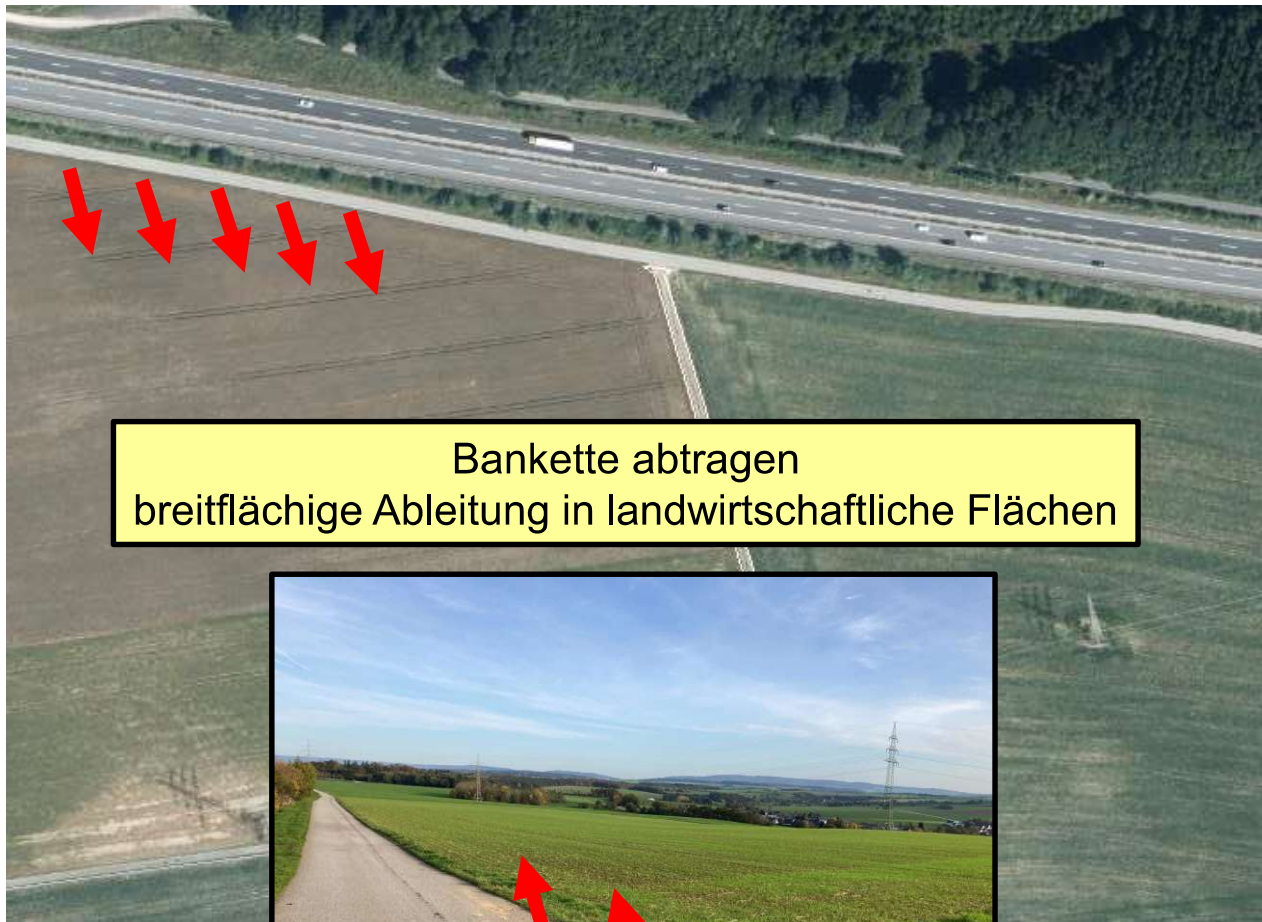 Bankette abtragen
breitflächige Ableitung in landwirtschaftliche Flächen